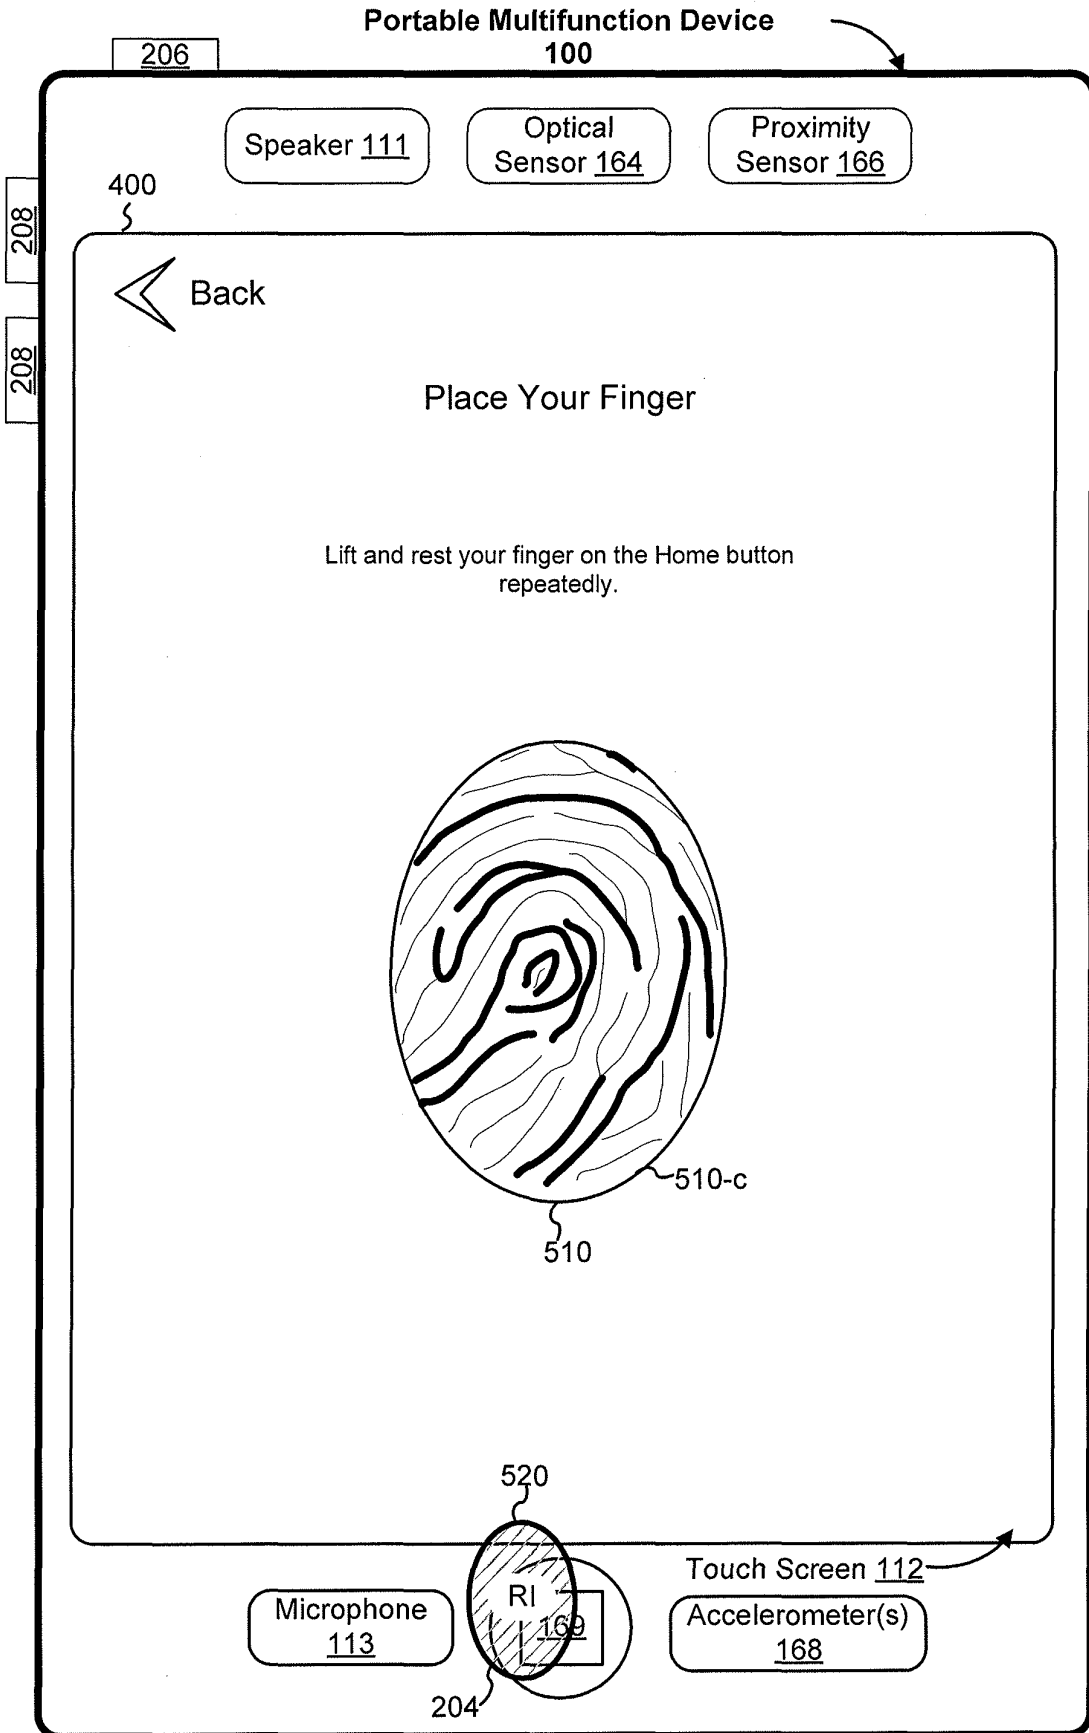 Portable Multifunction Device
100
206
Speaker 111
Optical
Sensor 164
Proximity
Sensor 166
400
208
208
Back
Place Your Finger
Lift and rest your finger on the Home button
repeatedly.
510-c
510
520
RI
169
Touch Screen 112
Microphone
113
Accelerometer(s)
168
204